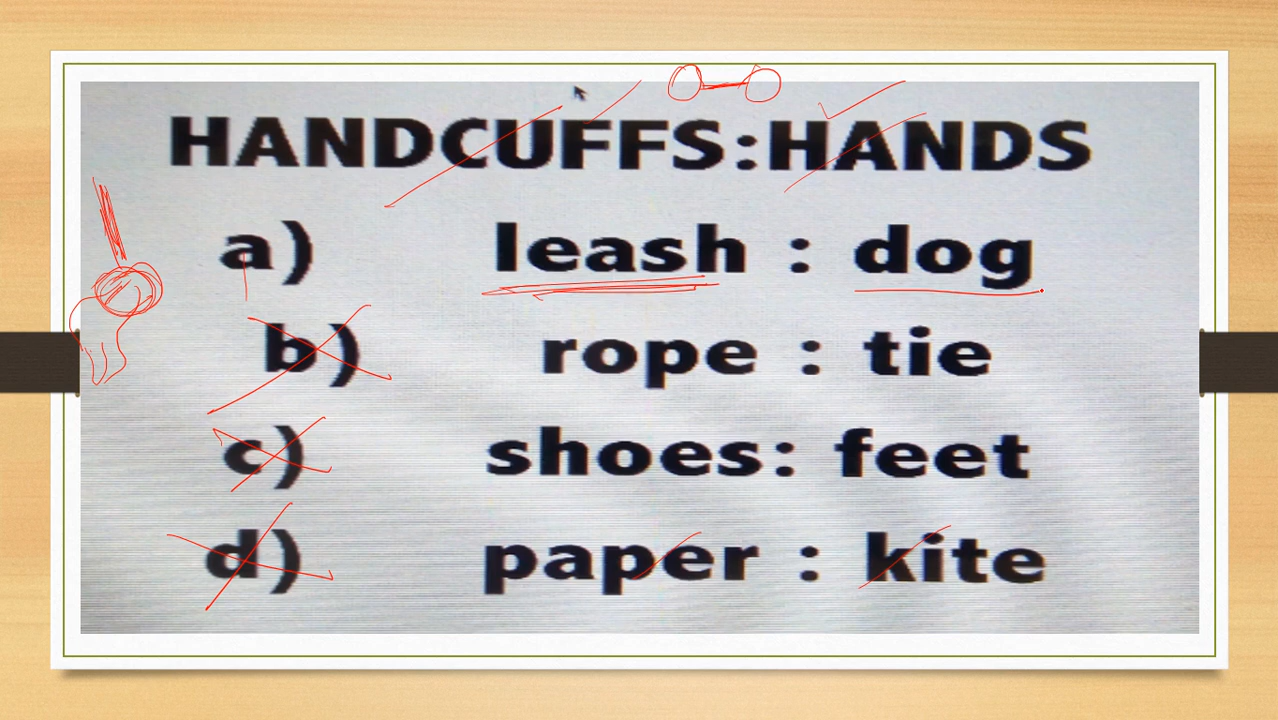 HANDCUFFS:HANDS
a) leash : dog
b) rope : tie
c) shoes: feet
d) paper : kite